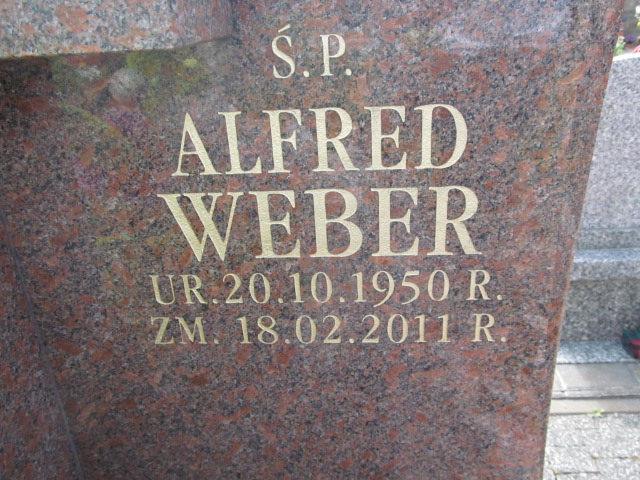 Ś.P.
ALFRED
WEBER
UR.20.10.1950 R.
ZM. 18.02.2011 R.